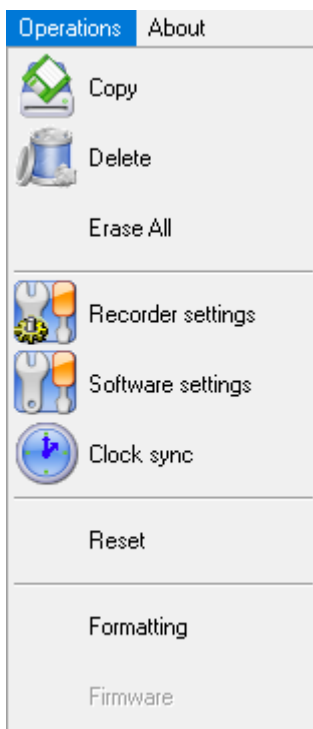 Operations About
Copy
Delete
Erase All
Recorder settings
Software settings
Clock sync
Reset
Formatting
Firmware